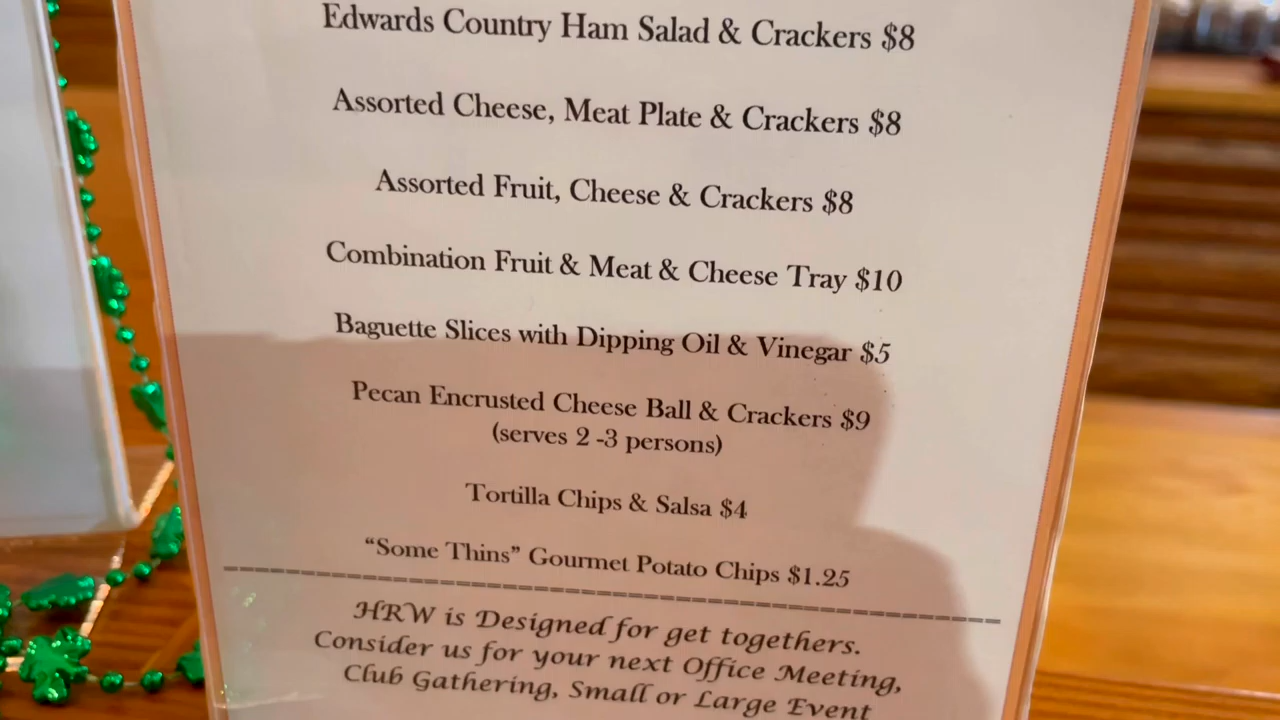 Edwards Country Ham Salad & Crackers $8
Assorted Cheese, Meat Plate & Crackers $8
Assorted Fruit, Cheese & Crackers $8
Combination Fruit & Meat & Cheese Tray $10
Baguette Slices with Dipping Oil & Vinegar $5
Pecan Encrusted Cheese Ball & Crackers $9
(serves 2 -3 persons)
Tortilla Chips & Salsa $4
“Some Thins” Gourmet Potato Chips $1.25
HRW is Designed for get togethers.
Consider us for your next Office Meeting,
Club Gathering, Small or Large Event